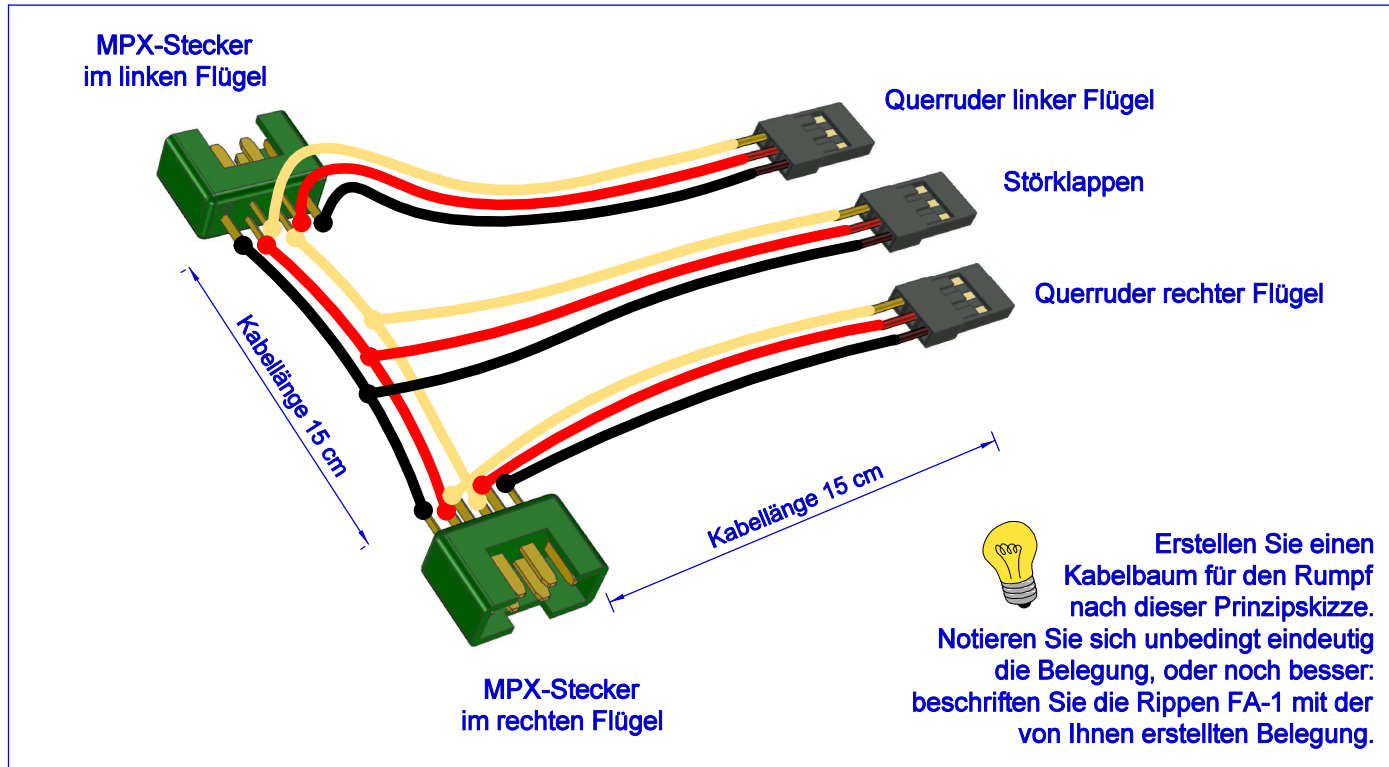 MPX-Stecker
im linken Flügel
Querruder linker Flügel
Störklappen
Querruder rechter Flügel
Kabellänge 15 cm
Kabellänge 15 cm
MPX-Stecker
im rechten Flügel
Erstellen Sie einen
Kabelbaum für den Rumpf
nach dieser Prinzipskizze.
Notieren Sie sich unbedingt eindeutig
die Belegung, oder noch besser:
beschriften Sie die Rippen FA-1 mit der
von Ihnen erstellten Belegung.